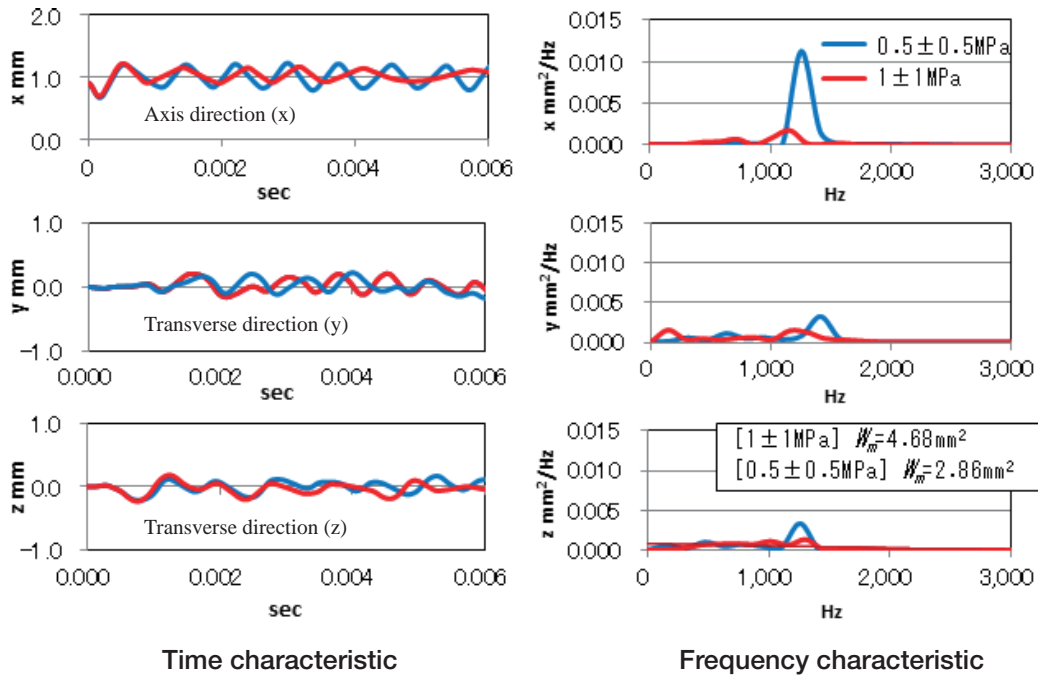 x mm
2.0
1.0
0.0
Axis direction (x)
0
0.002
0.004
0.006
sec
x mm²/Hz
0.015
0.010
0.005
0.000
0.5±0.5MPa
1±1MPa
0
1,000
2,000
3,000
Hz
y mm
1.0
0.0
−1.0
Transverse direction (y)
0.000
0.002
0.004
0.006
sec
y mm²/Hz
0.015
0.010
0.005
0.000
0
1,000
2,000
3,000
Hz
z mm
1.0
0.0
−1.0
Transverse direction (z)
0.000
0.002
0.004
0.006
sec
z mm²/Hz
0.015
0.010
0.005
0.000
[1±1MPa] Wm=4.68mm²
[0.5±0.5MPa] Wm=2.86mm²
0
1,000
2,000
3,000
Hz
Time characteristic
Frequency characteristic